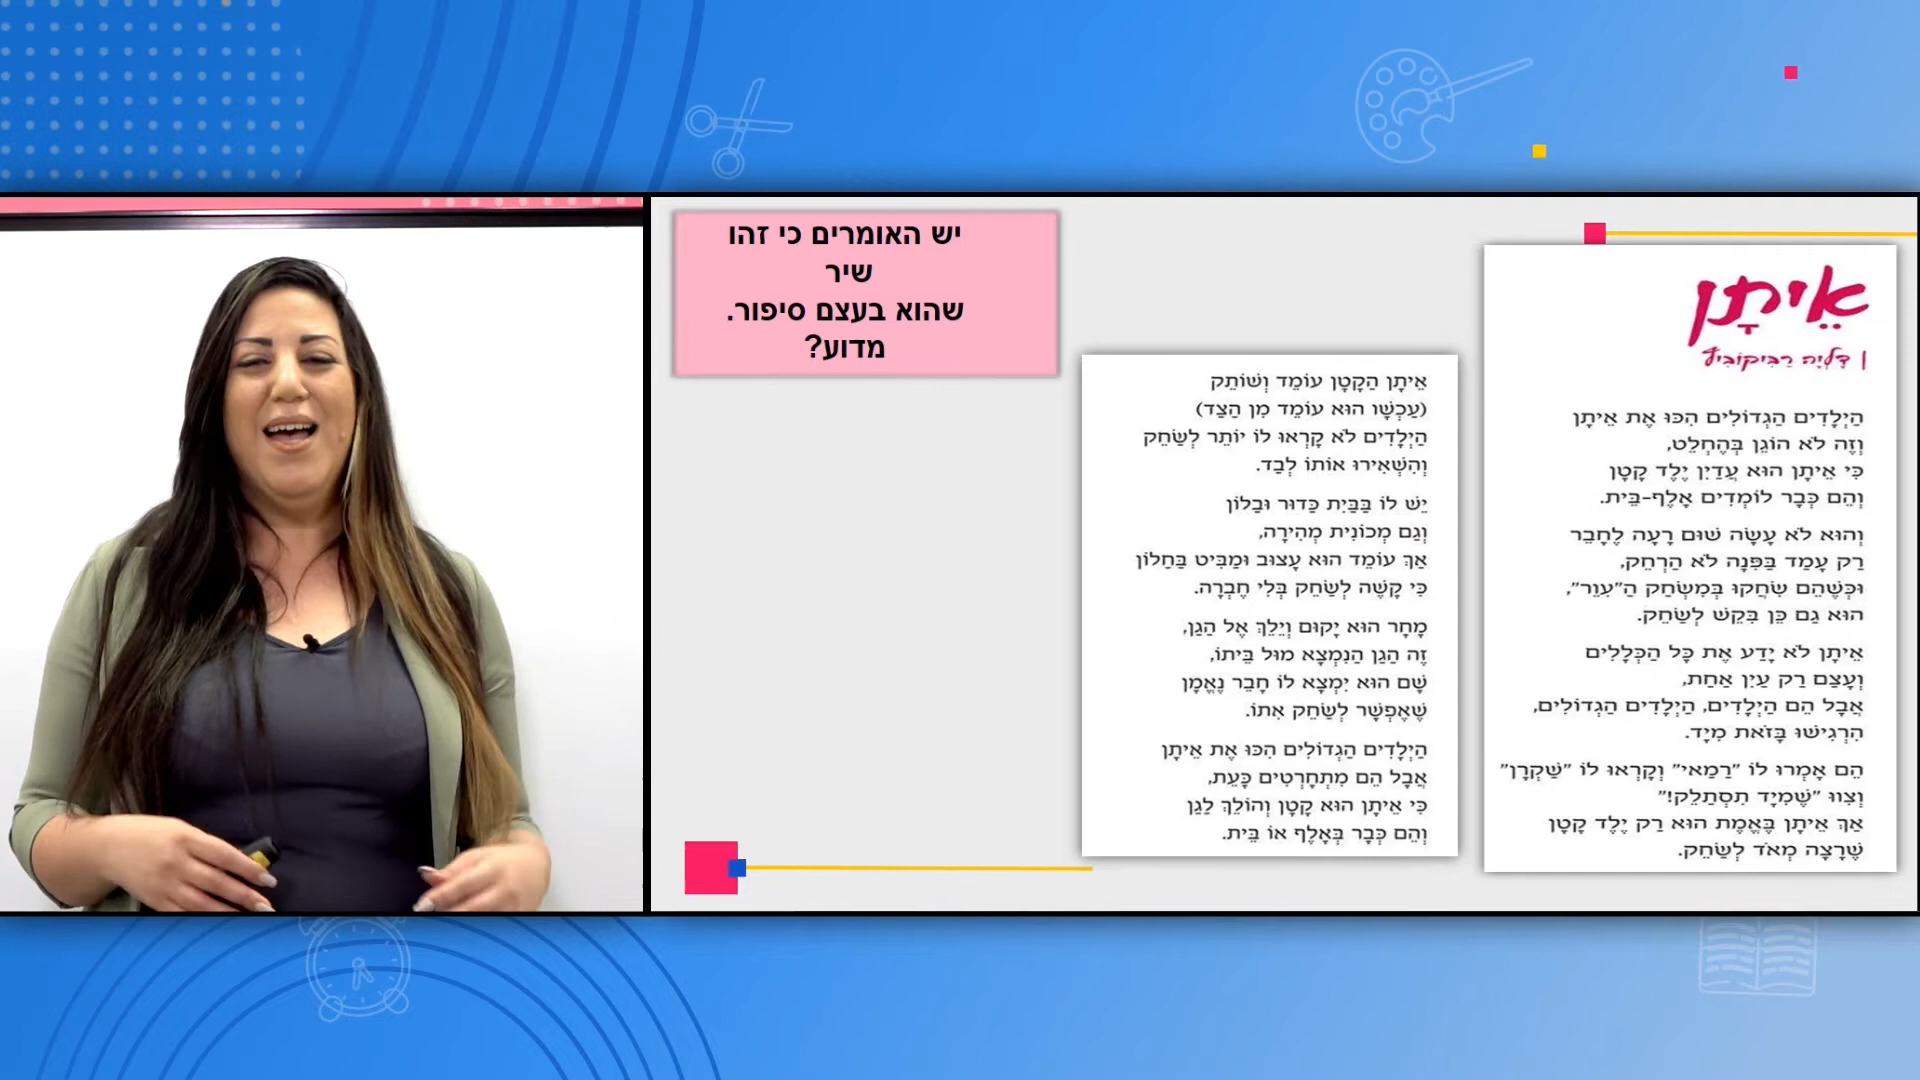 יש האומרים כי זהו
שיר
שהוא בעצם סיפור.
מדוע?
אֵיתָן
| דַּלְיָה רַבִּיקוֹבִיץ
הַיְלָדִים הַגְּדוֹלִים הִכּוּ אֶת אֵיתָן
וְזֶה לֹא הוֹגֵן בְּהֶחְלֵט,
כִּי אֵיתָן הוּא עֲדַיִן יֶלֶד קָטָן
וְהֵם כְּבָר לוֹמְדִים אָלֶף-בֵּית.
וְהוּא לֹא עָשָׂה שׁוּם רָעָה לְחָבֵר
רַק עָמַד בַּפִּנָּה לֹא הַרְחֵק,
וּכְשֶׁהֵם שִׂחֲקוּ בְּמִשְׂחַק הַ"עִוֵּר",
הוּא גַּם כֵּן בִּקֵּשׁ לְשַׂחֵק.
אֵיתָן לֹא יָדַע אֶת כָּל הַכְּלָלִים
וְעָצַם רַק עַיִן אַחַת,
אֲבָל הֵם הַיְלָדִים, הַיְלָדִים הַגְּדוֹלִים,
הִרְגִּישׁוּ בָּזֹאת מִיָּד.
הֵם אָמְרוּ לוֹ "רַמַּאי" וְקָרְאוּ לוֹ "שַׁקְרָן"
וְצִוּוּ "שֶׁמִּיָּד תִּסְתַּלֵּק!"
אַךְ אֵיתָן בֶּאֱמֶת הוּא רַק יֶלֶד קָטָן
שֶׁרָצָה מְאֹד לְשַׂחֵק.
אֵיתָן הַקָּטָן עוֹמֵד וְשׁוֹתֵק
(עַכְשָׁו הוּא עוֹמֵד מִן הַצַּד)
הַיְלָדִים לֹא קָרְאוּ לוֹ יוֹתֵר לְשַׂחֵק
וְהִשְׁאִירוּ אוֹתוֹ לְבַד.
יֵשׁ לוֹ בַּבַּיִת כַּדּוּר וּבַלּוֹן
וְגַם מְכוֹנִית מְהִירָה,
אַךְ עוֹמֵד הוּא עָצוּב וּמַבִּיט בַּחַלּוֹן
כִּי קָשֶׁה לְשַׂחֵק בְּלִי חֶבְרָה.
מָחָר הוּא יָקוּם וְיֵלֵךְ אֶל הַגַּן,
זֶה הַגַּן הַנִּמְצָא מוּל בֵּיתוֹ,
שָׁם הוּא יִמְצָא לוֹ חָבֵר נֶאֱמָן
שֶׁאֶפְשָׁר לְשַׂחֵק אִתּוֹ.
הַיְלָדִים הַגְּדוֹלִים הִכּוּ אֶת אֵיתָן
אֲבָל הֵם מִתְחָרְטִים כָּעֵת,
כִּי אֵיתָן הוּא קָטָן וְהוֹלֵךְ לַגַּן
וְהֵם כְּבָר בְּאָלֶף אוֹ בֵּית.